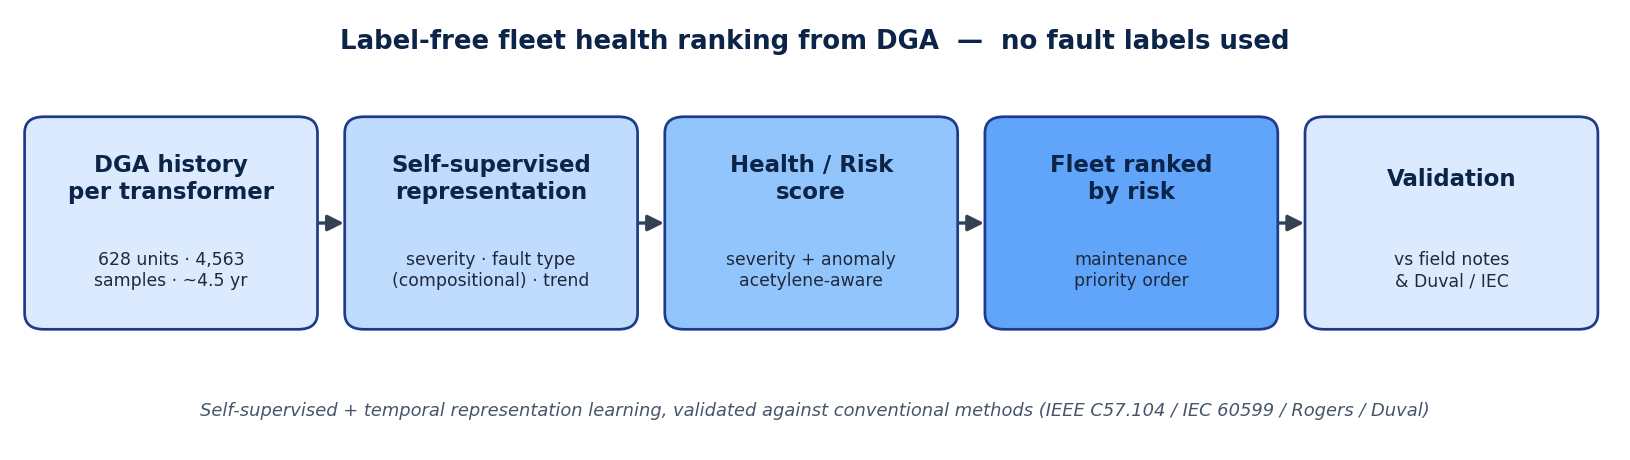 Label-free fleet health ranking from DGA — no fault labels used
DGA history
per transformer
628 units · 4,563
samples · ~4.5 yr
Self-supervised
representation
severity · fault type
(compositional) · trend
Health / Risk
score
severity + anomaly
acetylene-aware
Fleet ranked
by risk
maintenance
priority order
Validation
vs field notes
& Duval / IEC
Self-supervised + temporal representation learning, validated against conventional methods (IEEE C57.104 / IEC 60599 / Rogers / Duval)